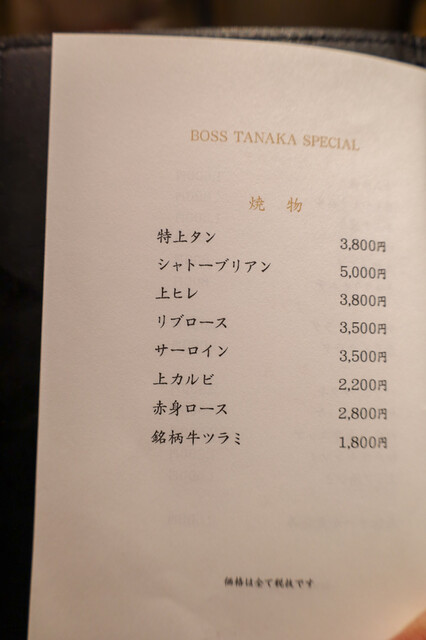 BOSS TANAKA SPECIAL
焼物
特上タン 3,800円
シャトーブリアン 5,000円
上ヒレ 3,800円
リブロース 3,500円
サーロイン 3,500円
上カルビ 2,200円
赤身ロース 2,800円
銘柄牛ツラミ 1,800円
価格は全て税抜です